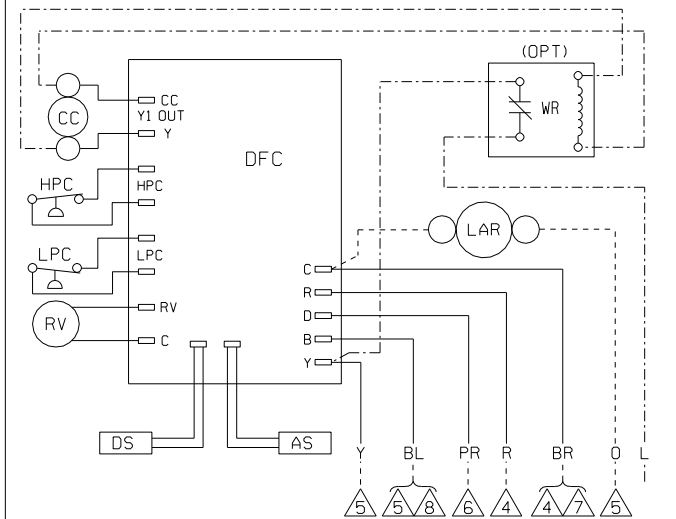 (OPT)
CC
CC
Y1 OUT
Y
WR
DFC
HPC
HPC
LAR
LPC
LPC
C
R
RV
RV
D
C
B
Y
DS
AS
Y BL PR R BR O L
5 5 8 6 4 4 7 5